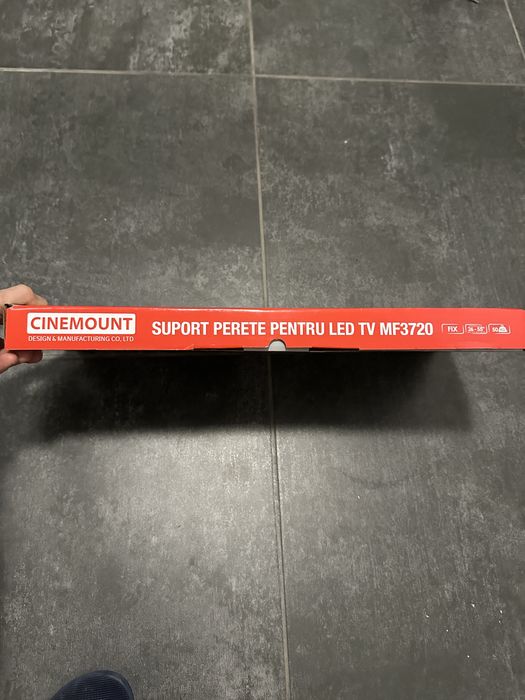 CINEMOUNT
DESIGN & MANUFACTURING CO, LTD
SUPORT PERETE PENTRU LED TV MF3720
FIX